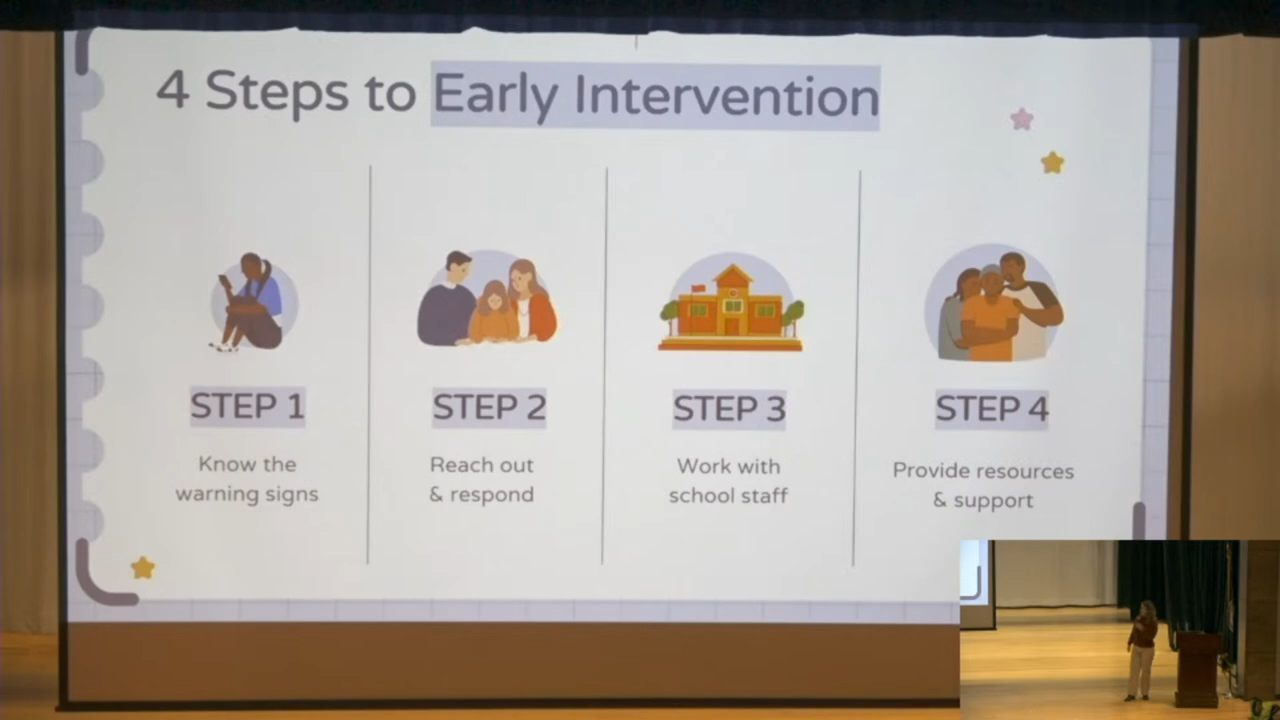 4 Steps to Early Intervention
STEP 1
Know the
warning signs
STEP 2
Reach out
& respond
STEP 3
Work with
school staff
STEP 4
Provide resources
& support